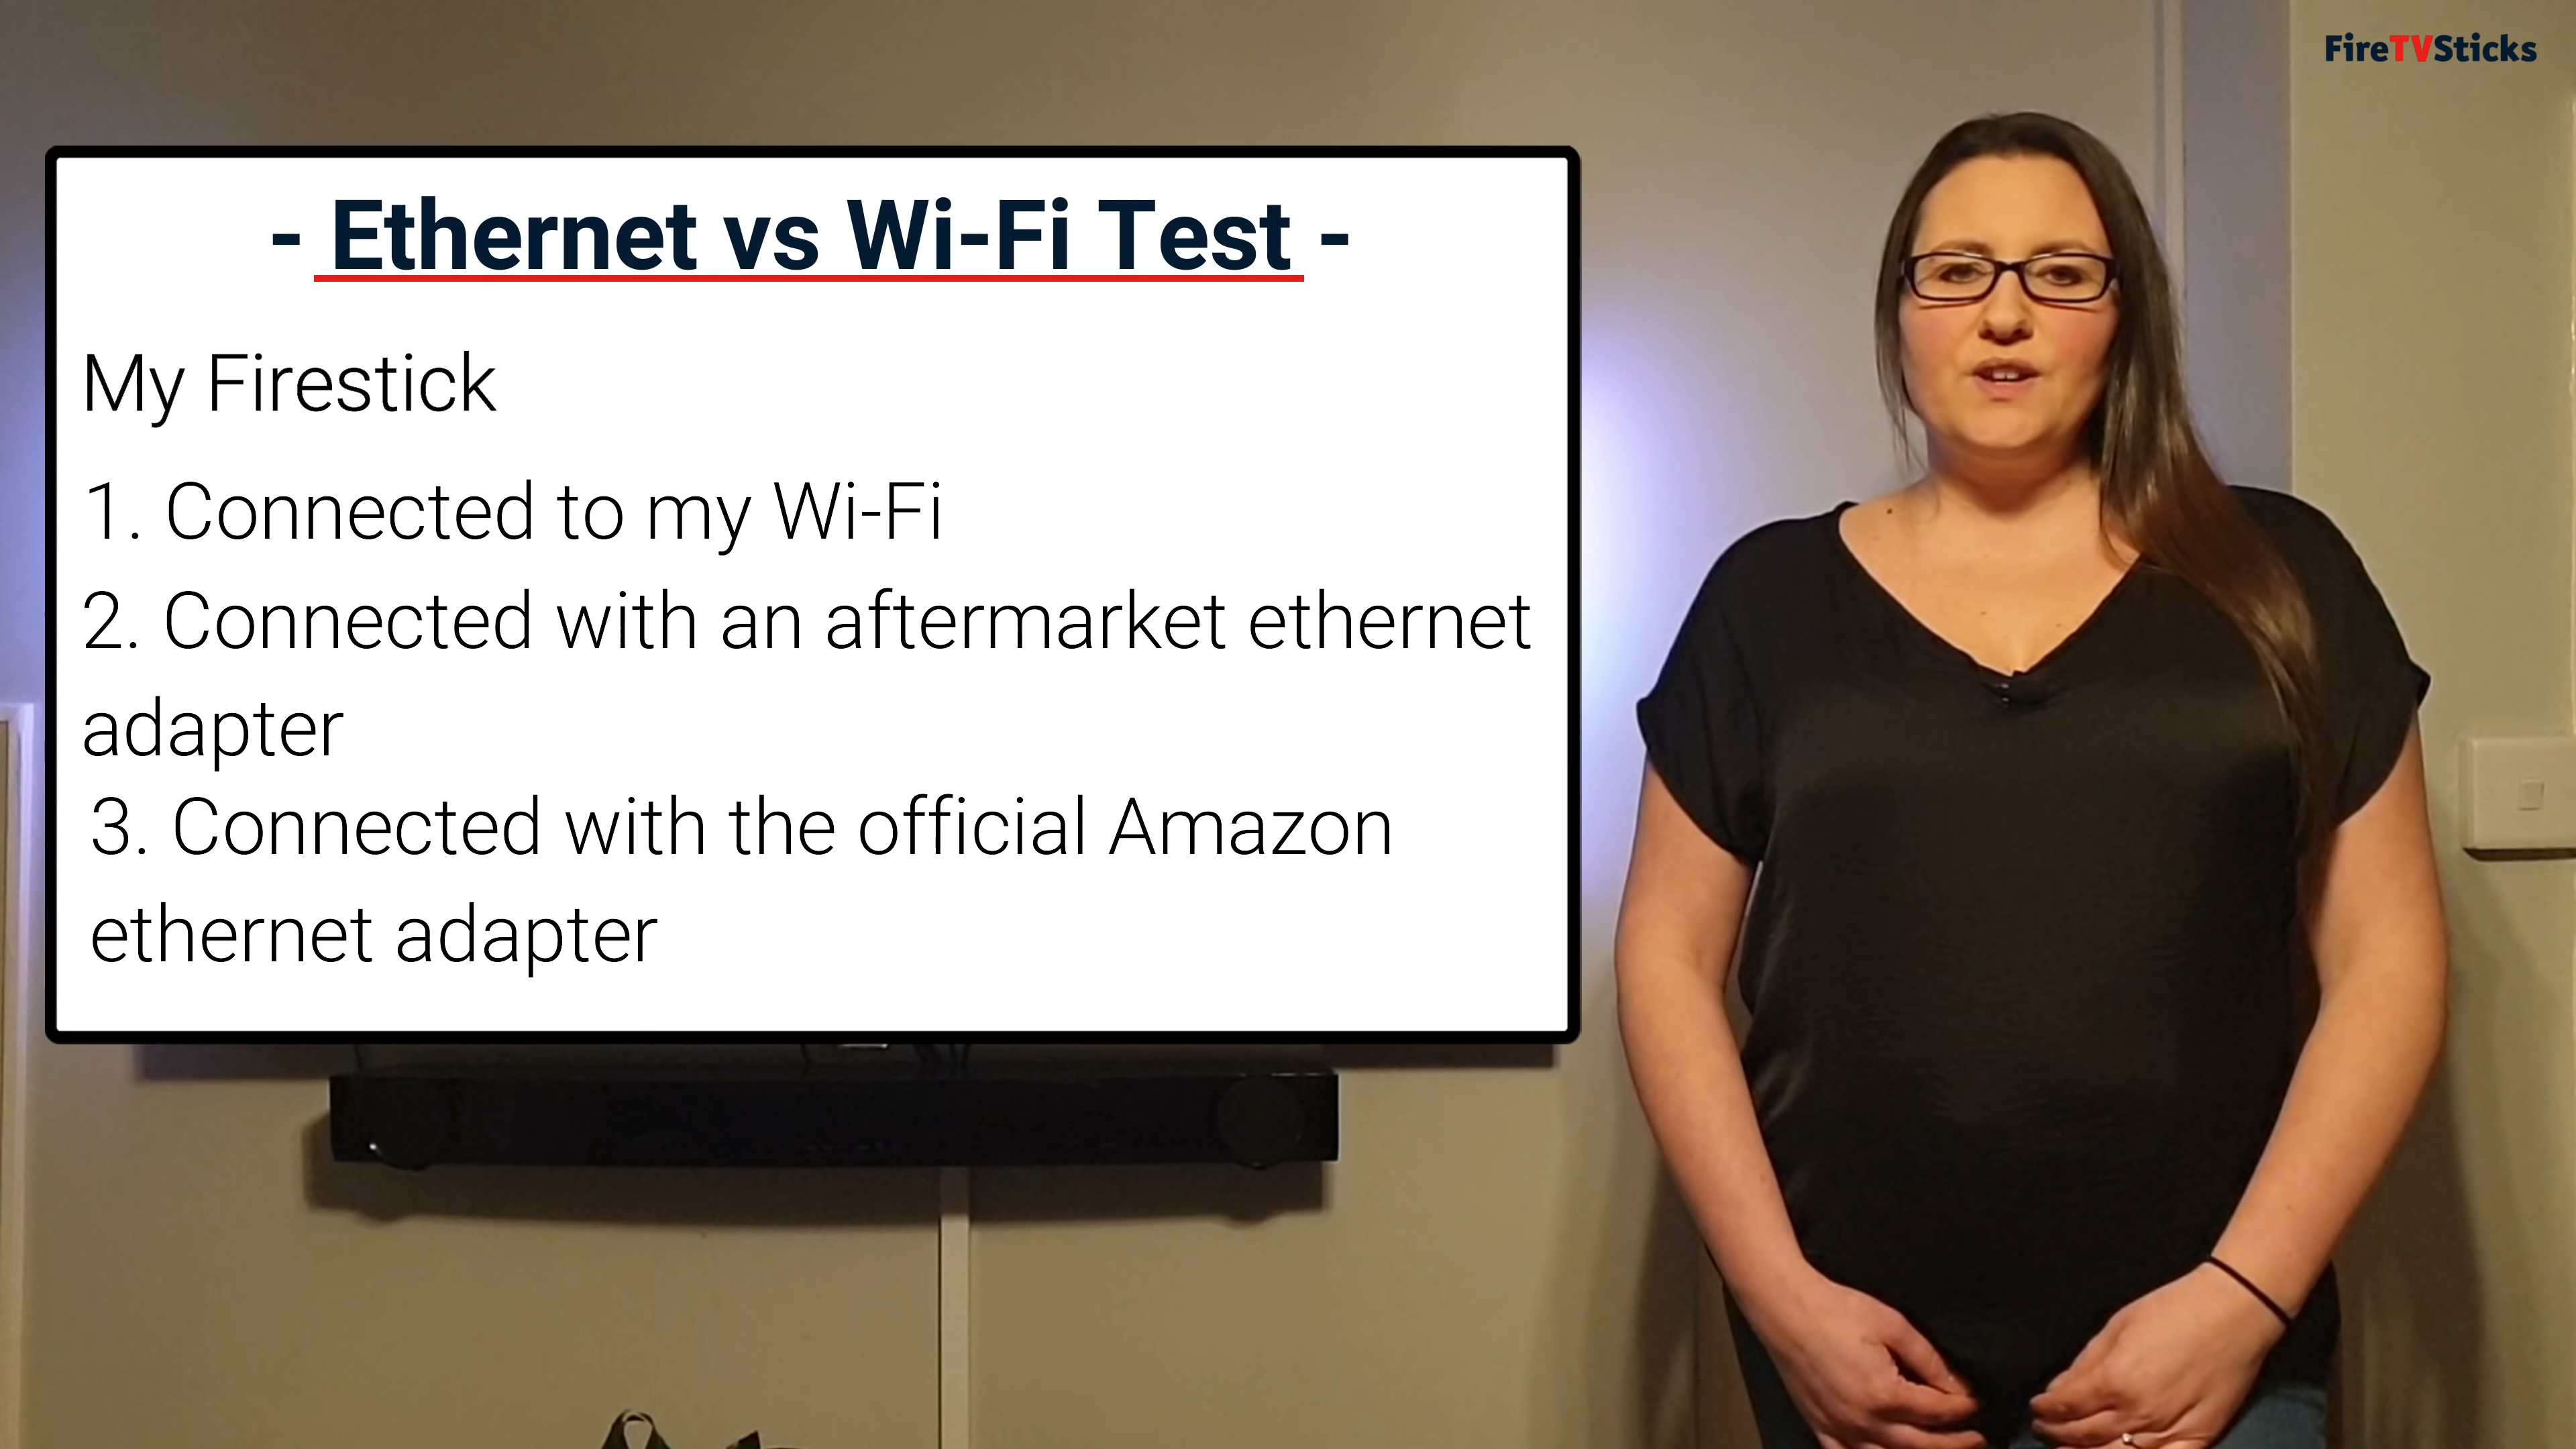 FireTVSticks
- Ethernet vs Wi-Fi Test -
My Firestick
1. Connected to my Wi-Fi
2. Connected with an aftermarket ethernet
adapter
3. Connected with the official Amazon
ethernet adapter